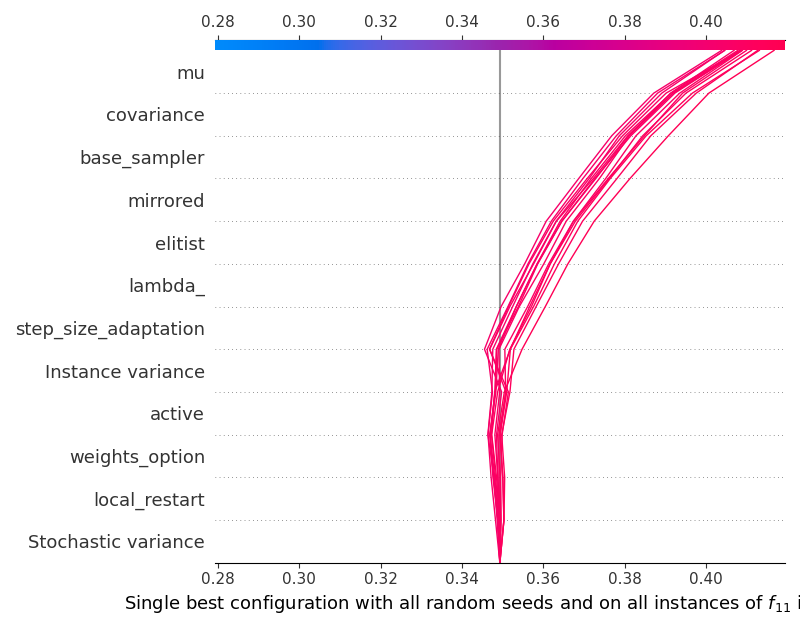 0.28 0.30 0.32 0.34 0.36 0.38 0.40
mu
covariance
base_sampler
mirrored
elitist
lambda_
step_size_adaptation
Instance variance
active
weights_option
local_restart
Stochastic variance
0.28 0.30 0.32 0.34 0.36 0.38 0.40
Single best configuration with all random seeds and on all instances of f₁₁ i